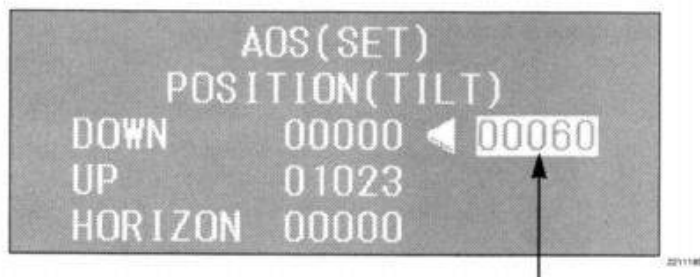 AOS(SET)
POSITION(TILT)
DOWN 00000 00060
UP 01023
HORIZON 00000